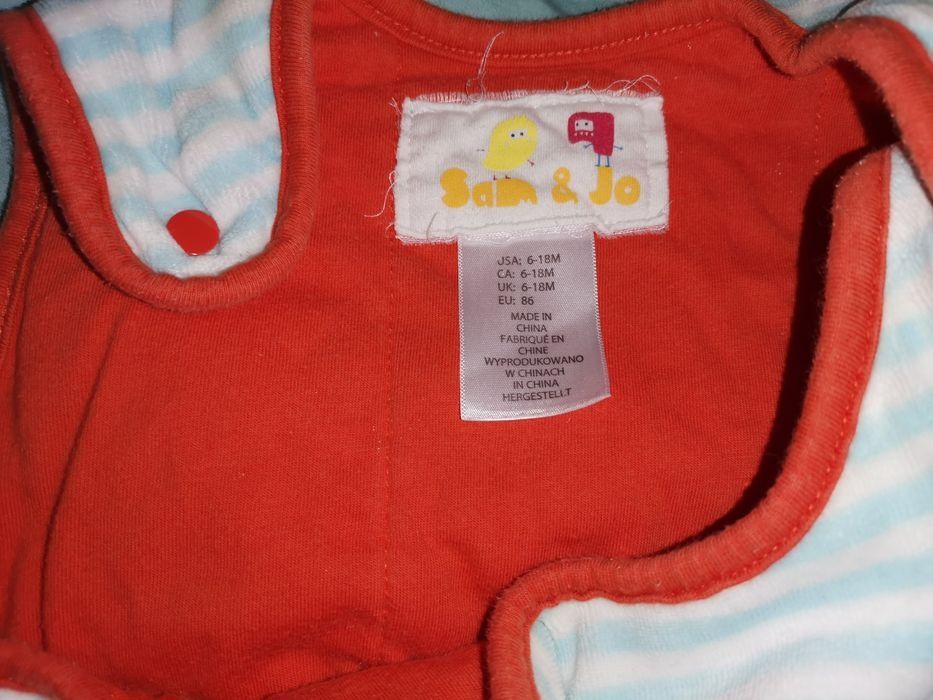 Sam & Jo
USA: 6-18M
CA: 6-18M
UK: 6-18M
EU: 86
MADE IN
CHINA
FABRIQUÉ EN
CHINE
WYPRODUKOWANO
W CHINACH
IN CHINA
HERGESTELLT